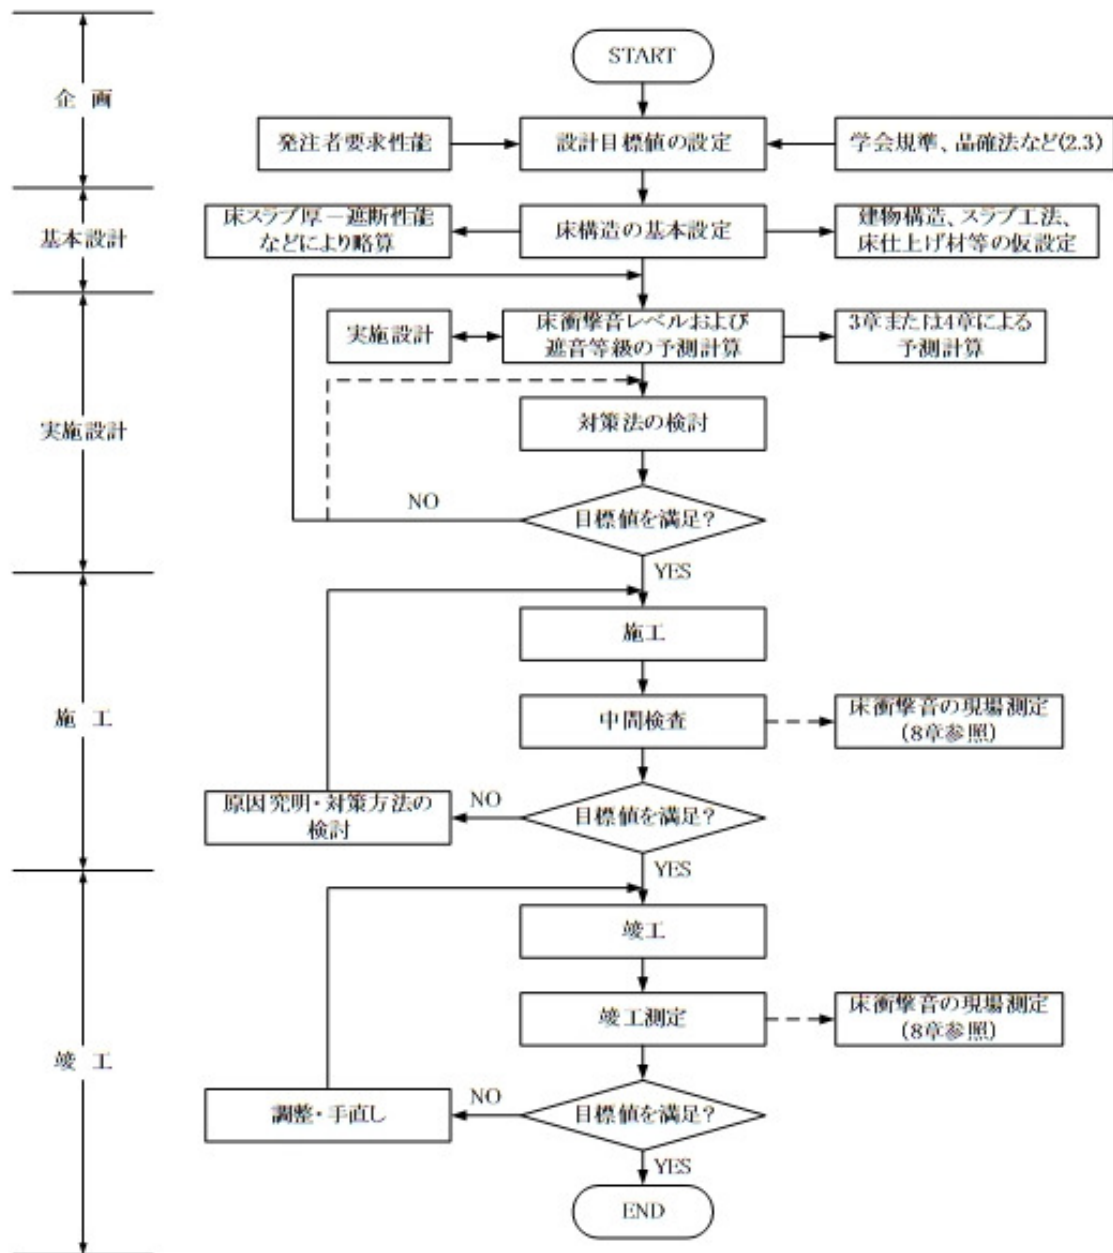 START
企 画
発注者要求性能
設計目標値の設定
学会規準、品確法など(2.3)
基本設計
床スラブ厚－遮断性能
などにより略算
床構造の基本設定
建物構造、スラブ工法、
床仕上げ材等の仮設定
実施設計
実施設計
床衝撃音レベルおよび
遮音等級の予測計算
3章または4章による
予測計算
対策法の検討
NO
目標値を満足?
YES
施 工
施工
中間検査
床衝撃音の現場測定
(8章参照)
原因究明・対策方法の
検討
NO
目標値を満足?
YES
竣 工
竣工
竣工測定
床衝撃音の現場測定
(8章参照)
調整・手直し
NO
目標値を満足?
YES
END